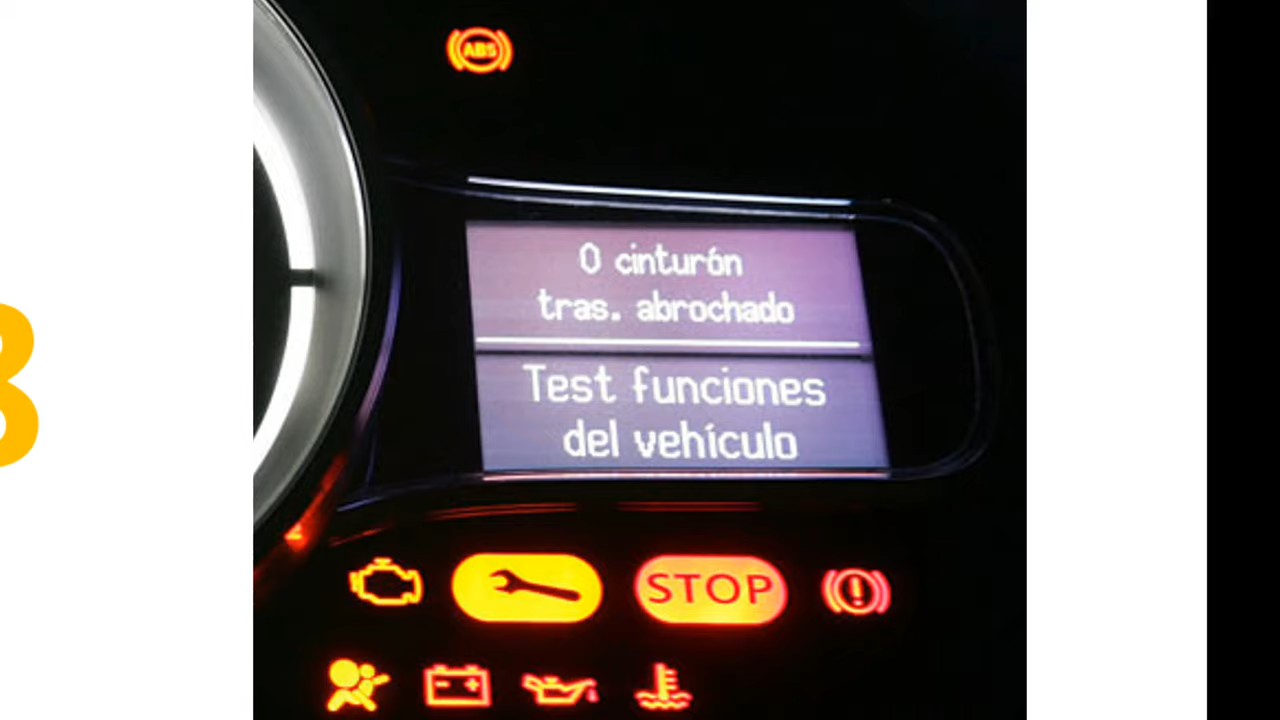 ABS
0 cinturón
tras. abrochado
Test funciones
del vehículo
STOP